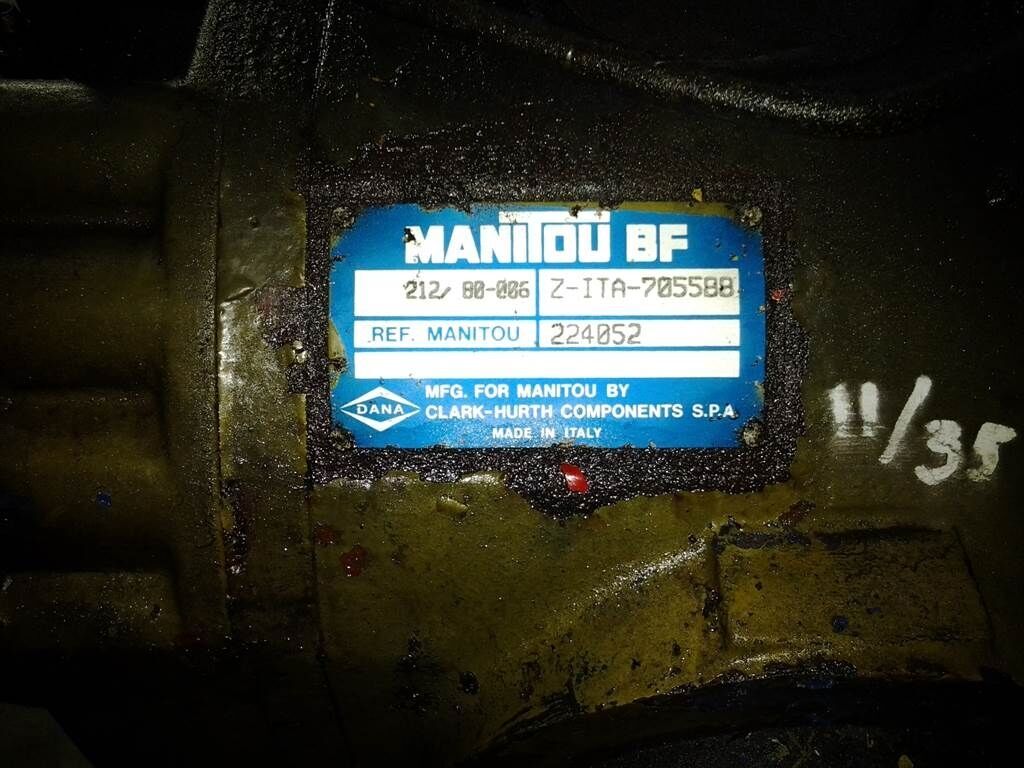 MANITOU BF
212/ 80-006 Z-ITA-705588
REF. MANITOU 224052
MFG. FOR MANITOU BY
DANA CLARK-HURTH COMPONENTS S.P.A
MADE IN ITALY
11/35